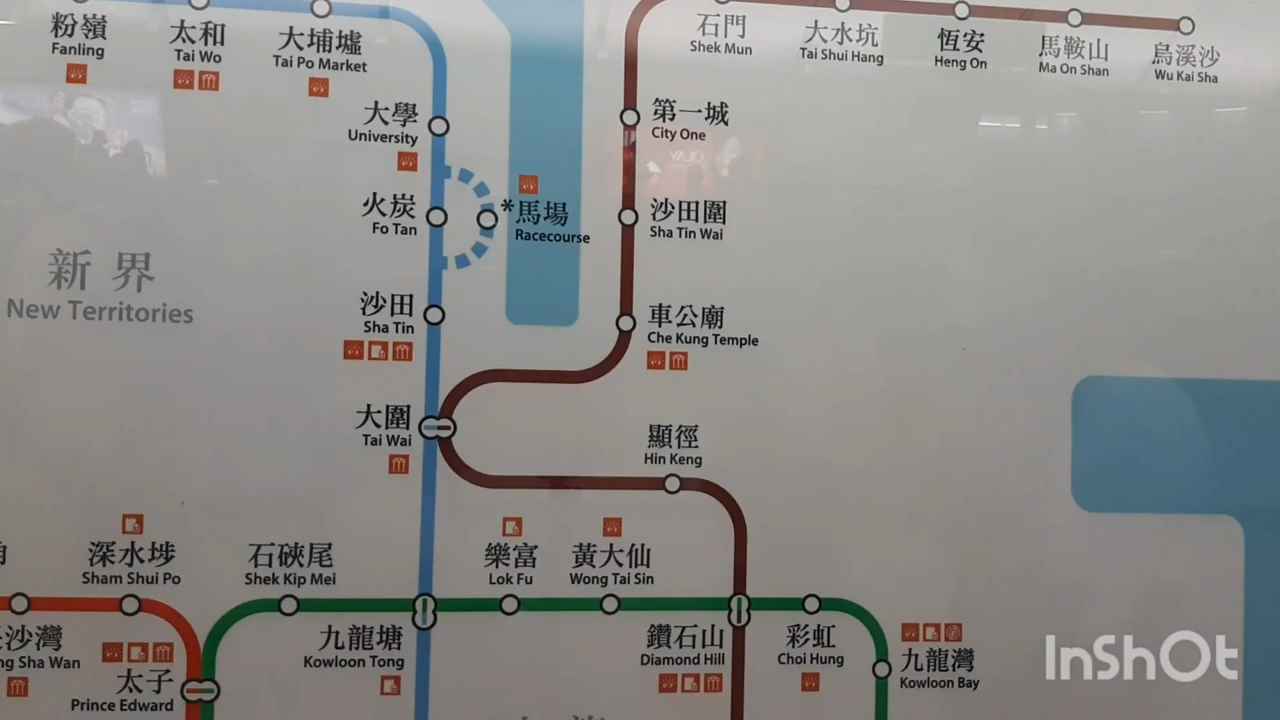 粉嶺
Fanling
太和
Tai Wo
大埔墟
Tai Po Market
石門
Shek Mun
大水坑
Tai Shui Hang
恆安
Heng On
馬鞍山
Ma On Shan
烏溪沙
Wu Kai Sha
大學
University
第一城
City One
OLAY
火炭
Fo Tan
*馬場
Racecourse
沙田圍
Sha Tin Wai
新界
New Territories
沙田
Sha Tin
車公廟
Che Kung Temple
大圍
Tai Wai
顯徑
Hin Keng
深水埗
Sham Shui Po
石硤尾
Shek Kip Mei
樂富
Lok Fu
黃大仙
Wong Tai Sin
沙灣
ng Sha Wan
九龍塘
Kowloon Tong
鑽石山
Diamond Hill
彩虹
Choi Hung
九龍灣
Kowloon Bay
太子
Prince Edward
InShOt